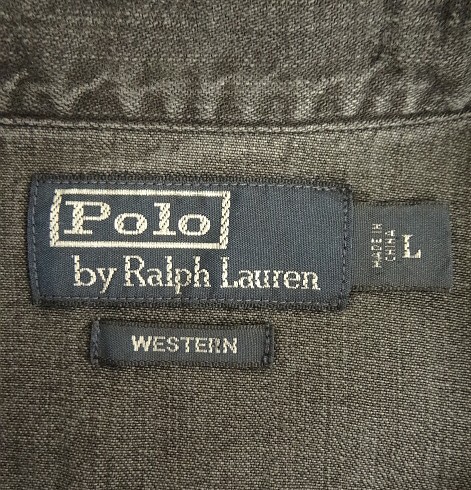 Polo
by Ralph Lauren
MADE IN
CHINA
L
WESTERN